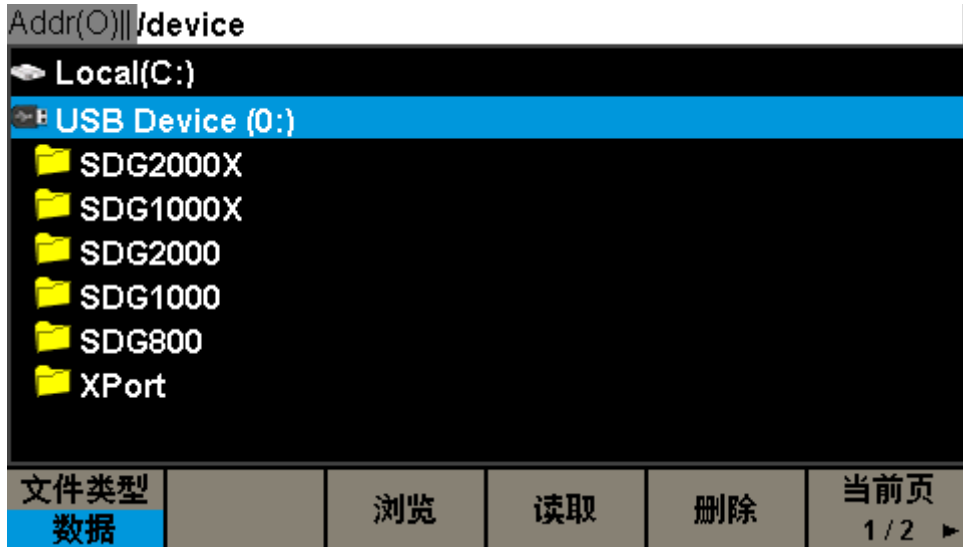 Addr(O)|| /device
Local(C:)
USB Device (0:)
SDG2000X
SDG1000X
SDG2000
SDG1000
SDG800
XPort
文件类型 浏览 读取 删除 当前页
数据 1 / 2 ►